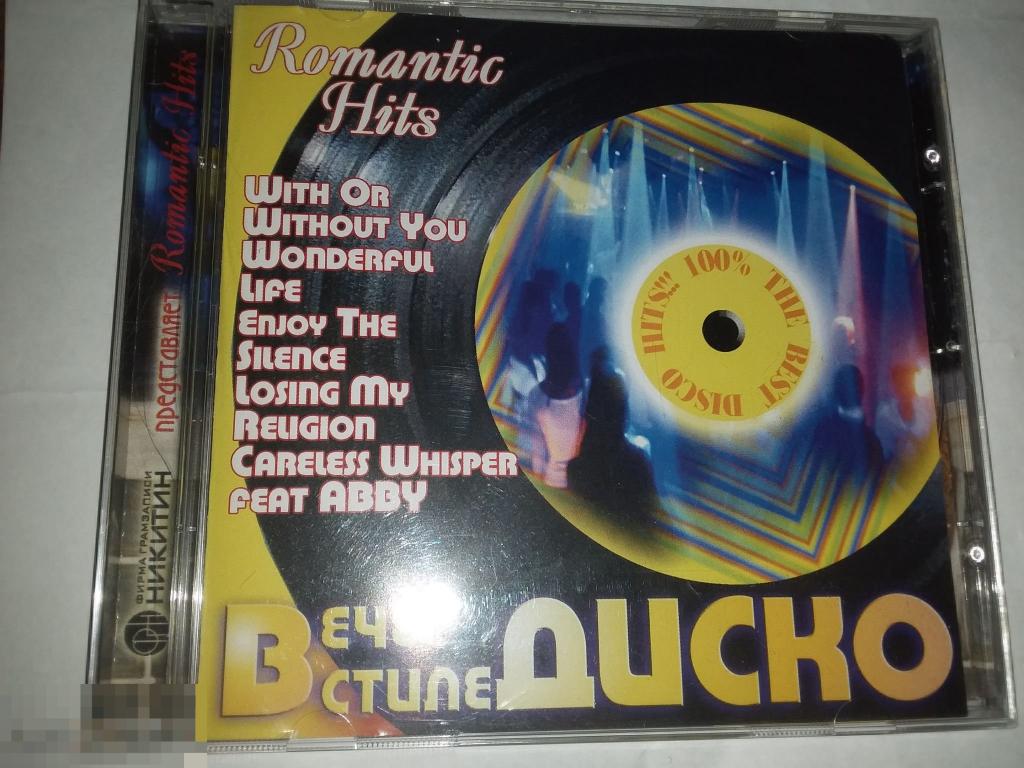 Romantic
Hits
WITH OR
WITHOUT YOU
WONDERFUL
LIFE
ENJOY THE
SILENCE
LOSING MY
RELIGION
CARELESS WHISPER
FEAT ABBY
100% THE BEST DISCO HITS!!!
В
СТИЛЕ ДИСКО
представляет Romantic Hits
ФИРМА ГРАМЗАПИСИ
НИКИТИН